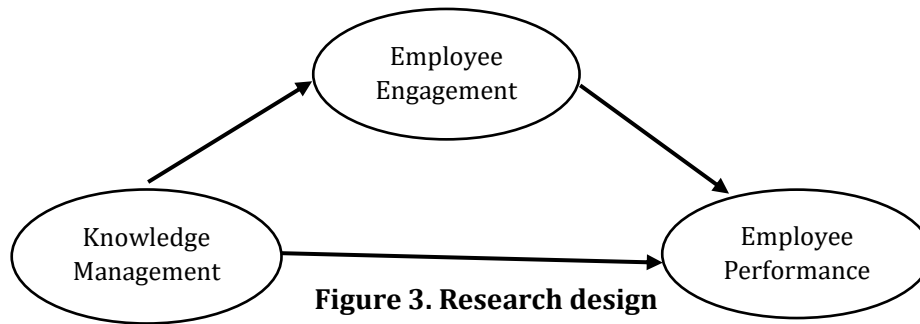 Employee
Engagement
Knowledge
Management
Employee
Performance
Figure 3. Research design